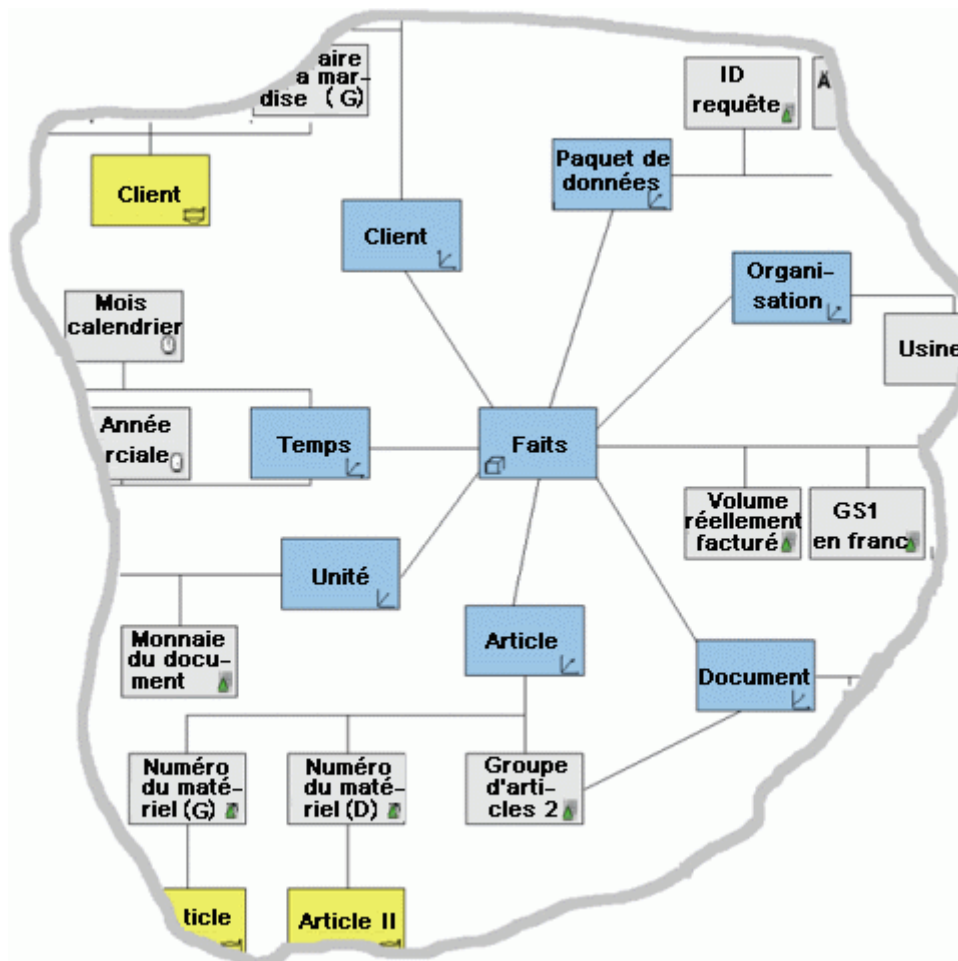 aire
a mar-
dise (G)
ID
requête
Client
Client
Paquet de
données
Organi-
sation
Usine
Mois
calendrier
Année
rciale
Temps
Faits
Volume
réellement
facturé
GS1
en franc
Unité
Monnaie
du docu-
ment
Article
Document
Numéro
du maté-
riel (G)
Numéro
du maté-
riel (D)
Groupe
d'arti-
cles 2
ticle
Article II